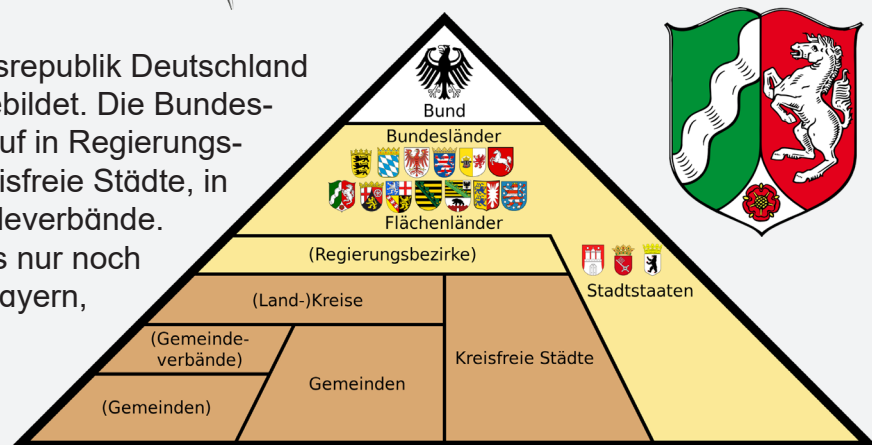 srepublik Deutschland
ebildet. Die Bundes-
uf in Regierungs-
isfreie Städte, in
deverbände.
s nur noch
ayern,
Bund
Bundesländer
Flächenländer
(Regierungsbezirke)
Stadtstaaten
(Land-)Kreise
(Gemeinde-
verbände)
Kreisfreie Städte
Gemeinden
(Gemeinden)